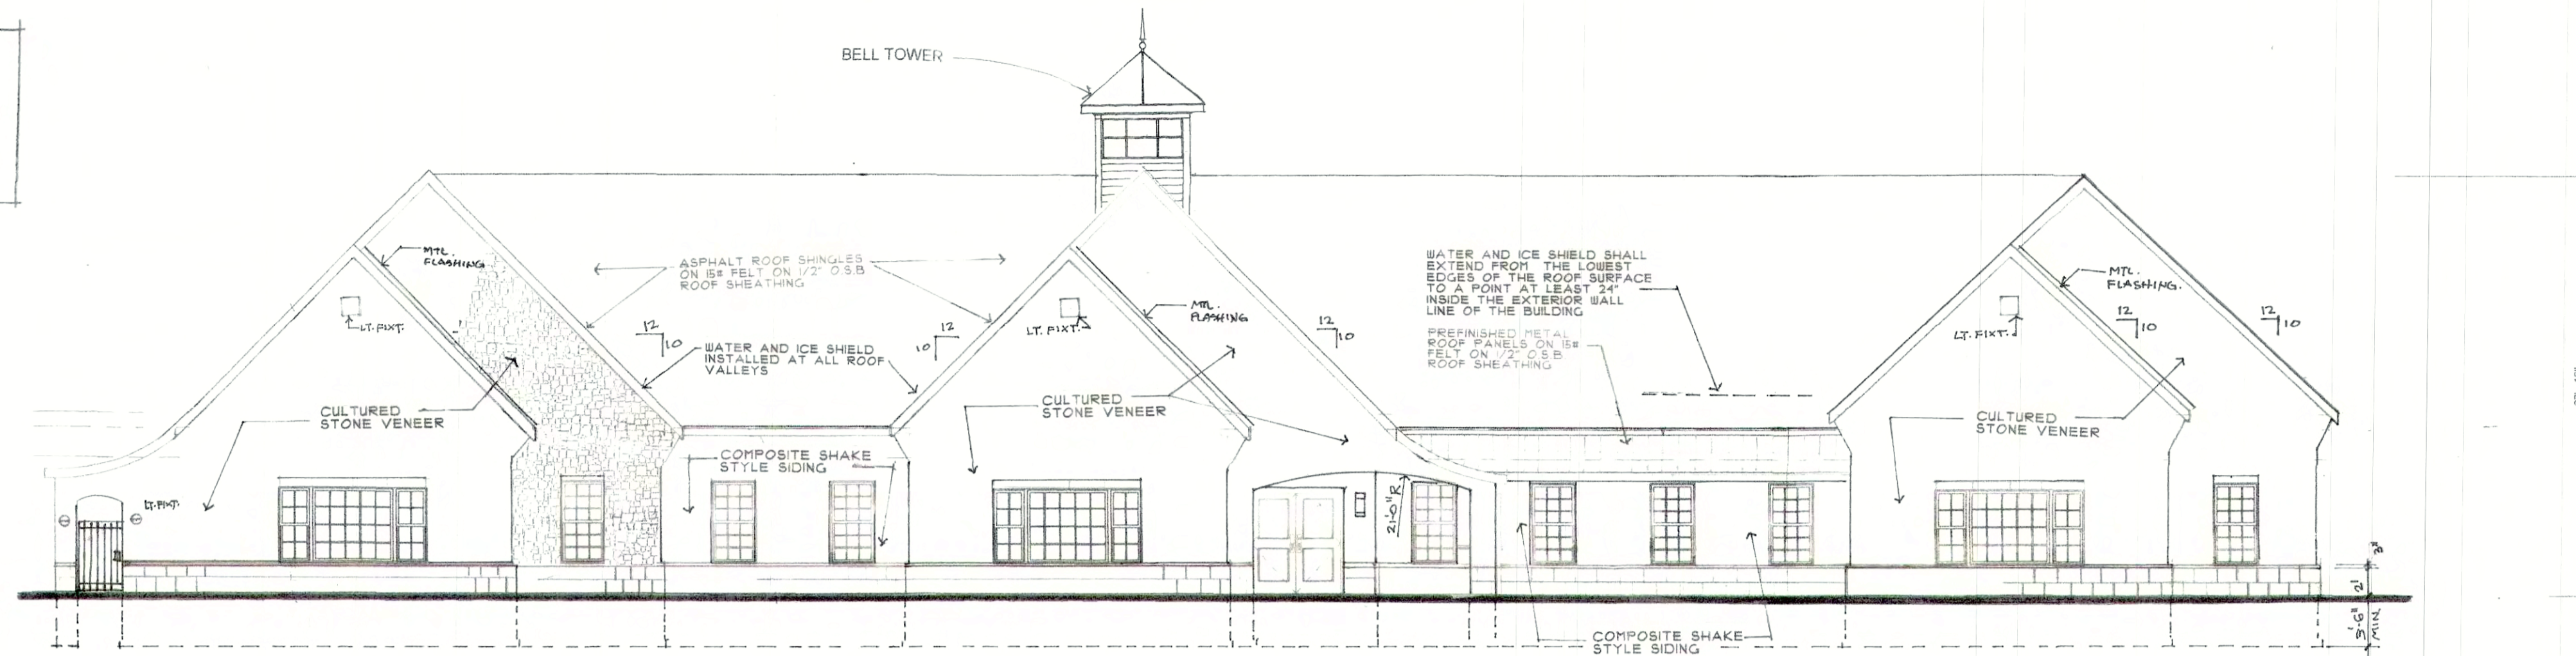 BELL TOWER
MTL.
FLASHING
ASPHALT ROOF SHINGLES
ON 15# FELT ON 1/2" O.S.B
ROOF SHEATHING
LT. FIXT.
12
10
WATER AND ICE SHIELD
INSTALLED AT ALL ROOF
VALLEYS
12
10
CULTURED
STONE VENEER
COMPOSITE SHAKE
STYLE SIDING
LT. FIXT.
LT. FIXT.
MTL.
FLASHING
12
10
CULTURED
STONE VENEER
21'-0" R
WATER AND ICE SHIELD SHALL
EXTEND FROM THE LOWEST
EDGES OF THE ROOF SURFACE
TO A POINT AT LEAST 24"
INSIDE THE EXTERIOR WALL
LINE OF THE BUILDING
PREFINISHED METAL
ROOF PANELS ON 15#
FELT ON 1/2" O.S.B
ROOF SHEATHING
MTL.
FLASHING.
LT. FIXT.
12
10
12
10
CULTURED
STONE VENEER
COMPOSITE SHAKE
STYLE SIDING
3"
2'
3'-6"
MIN.